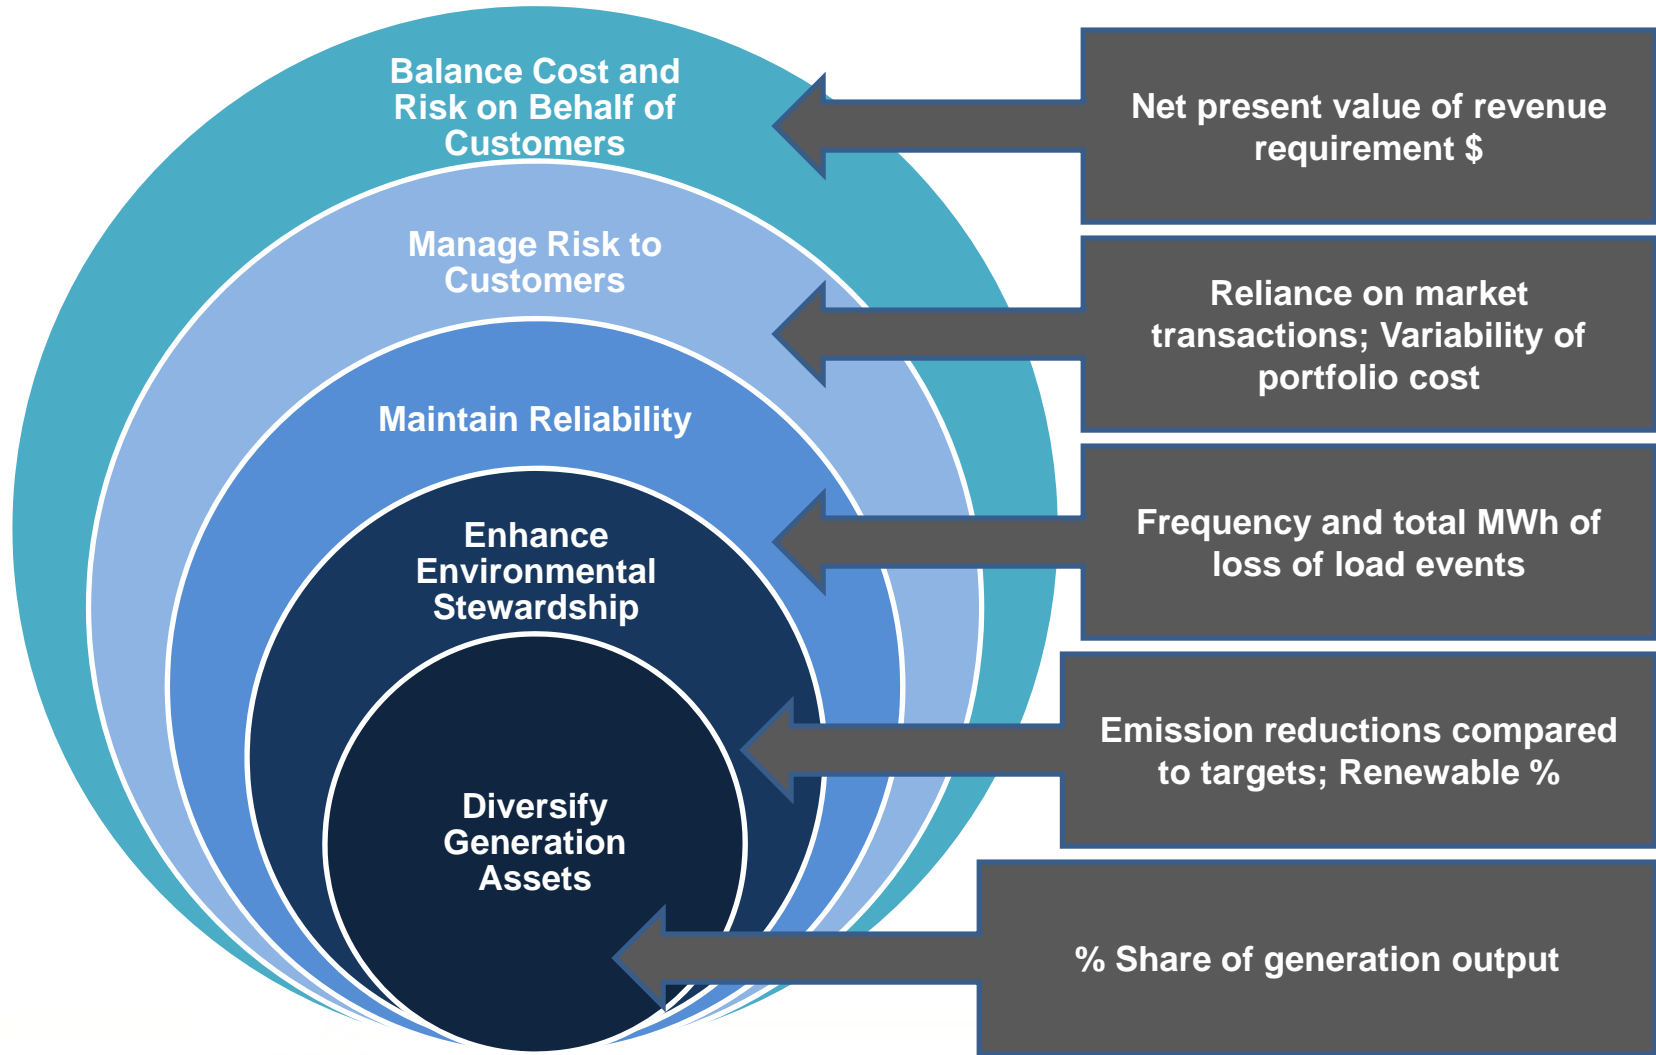 Balance Cost and
Risk on Behalf of
Customers
Net present value of revenue
requirement $
Manage Risk to
Customers
Reliance on market
transactions; Variability of
portfolio cost
Maintain Reliability
Frequency and total MWh of
loss of load events
Enhance
Environmental
Stewardship
Emission reductions compared
to targets; Renewable %
Diversify
Generation
Assets
% Share of generation output